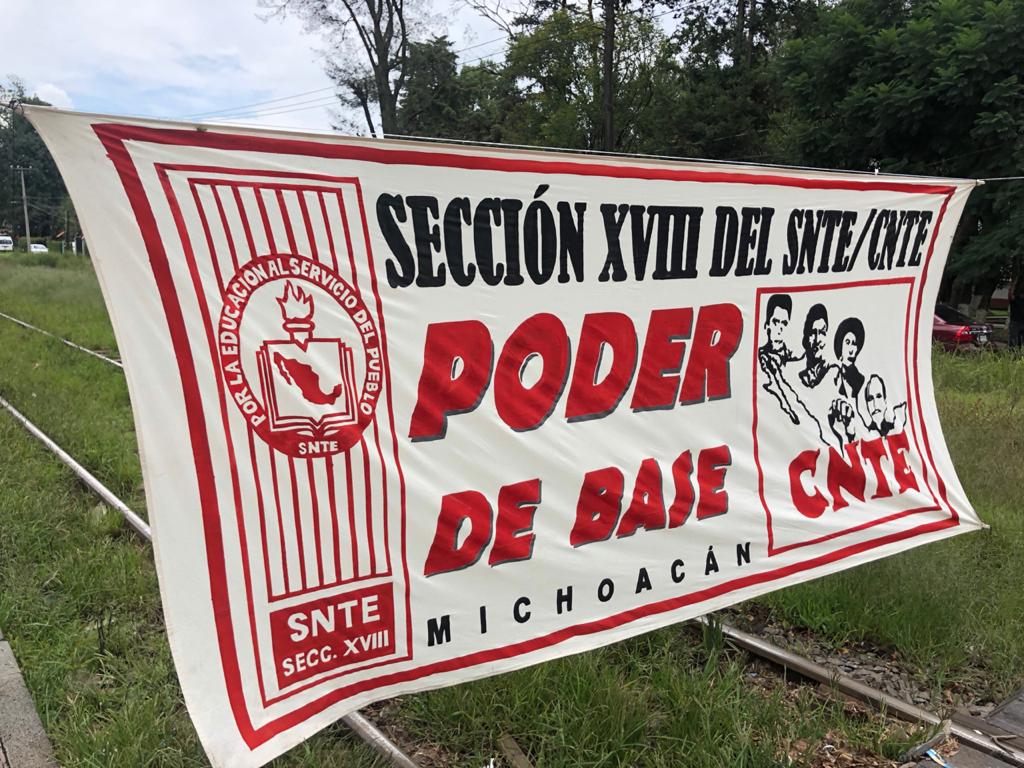 SECCIÓN XVIII DEL SNTE/CNTE
POR LA EDUCACION AL SERVICIO DEL PUEBLO
SNTE
PODER
DE BASE
MICHOACÁN
CNTE
SNTE
SECC. XVIII